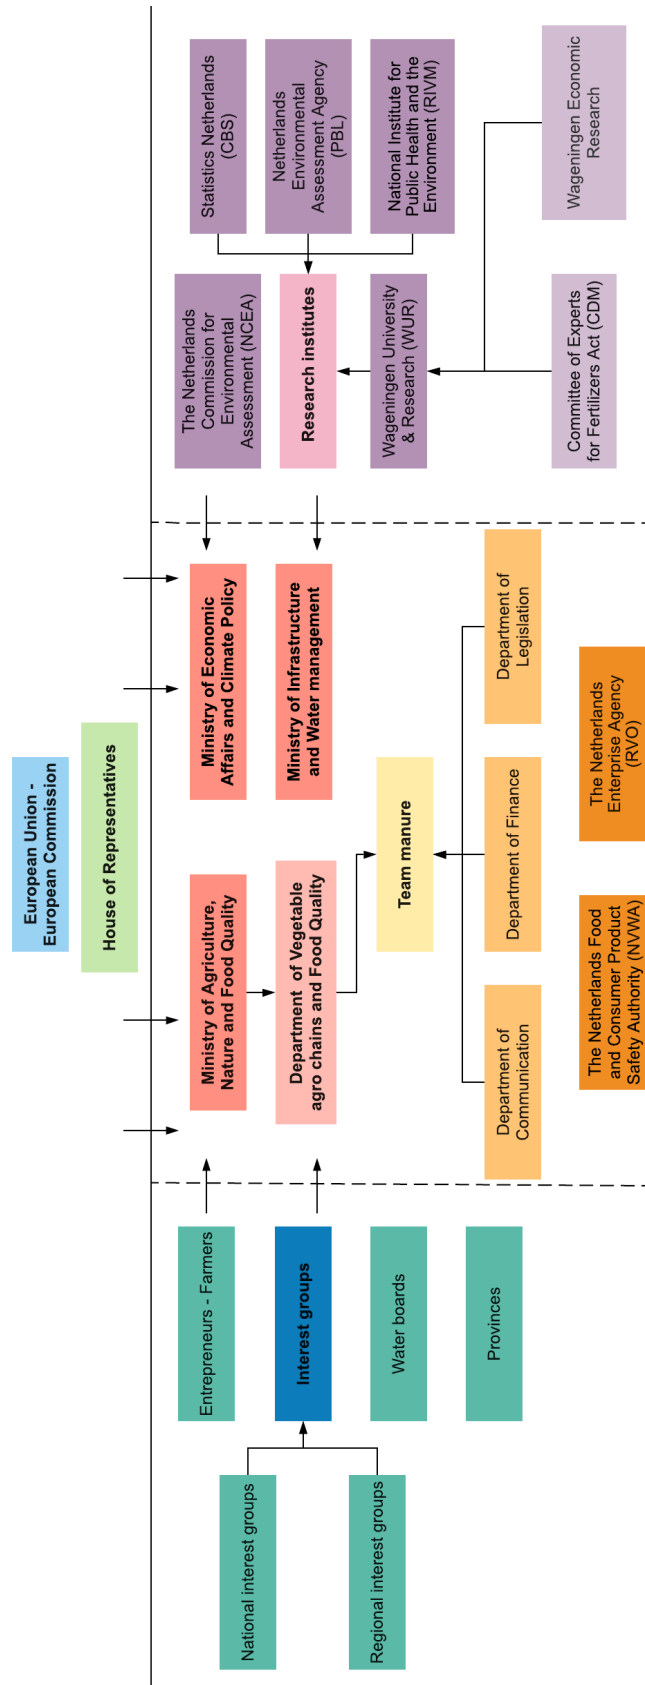 European Union -
European Commission
House of Representatives
Entrepreneurs - Farmers
Interest groups
Water boards
Provinces
National interest groups
Regional interest groups
Ministry of Agriculture,
Nature and Food Quality
Department of Vegetable
agro chains and Food Quality
Ministry of Economic
Affairs and Climate Policy
Ministry of Infrastructure
and Water management
Team manure
Department of
Communication
Department of Finance
Department of
Legislation
The Netherlands Food
and Consumer Product
Safety Authority (NVWA)
The Netherlands
Enterprise Agency
(RVO)
The Netherlands
Commission for
Environmental
Assessment (NCEA)
Research institutes
Wageningen University
& Research (WUR)
Statistics Netherlands
(CBS)
Netherlands
Environmental
Assessment Agency
(PBL)
National Institute for
Public Health and the
Environment (RIVM)
Committee of Experts
for Fertilizers Act (CDM)
Wageningen Economic
Research